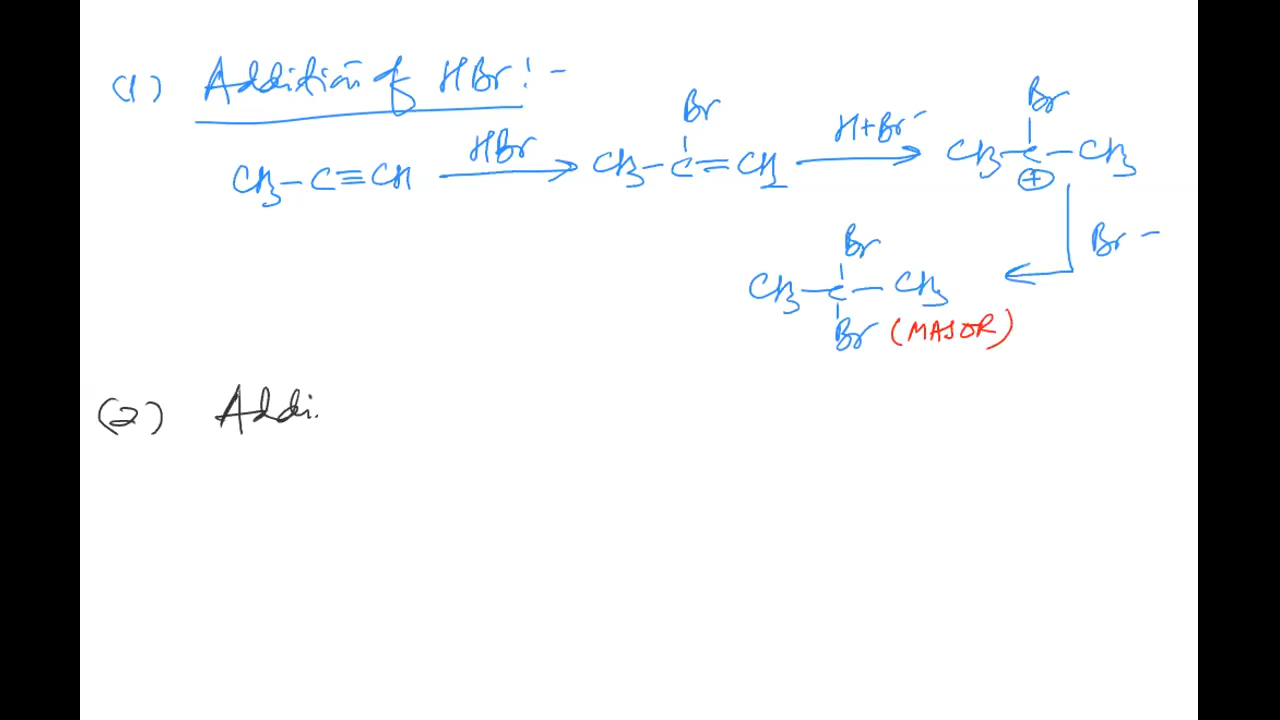 (1) Addition of HBr! -
CH3-C≡CH HBr→ CH3-C(Br)=CH2 H+Br-→ CH3-C(Br)(+)-CH3
Br -
CH3-C(Br)(Br)-CH3
(MAJOR)
(2) Addi.